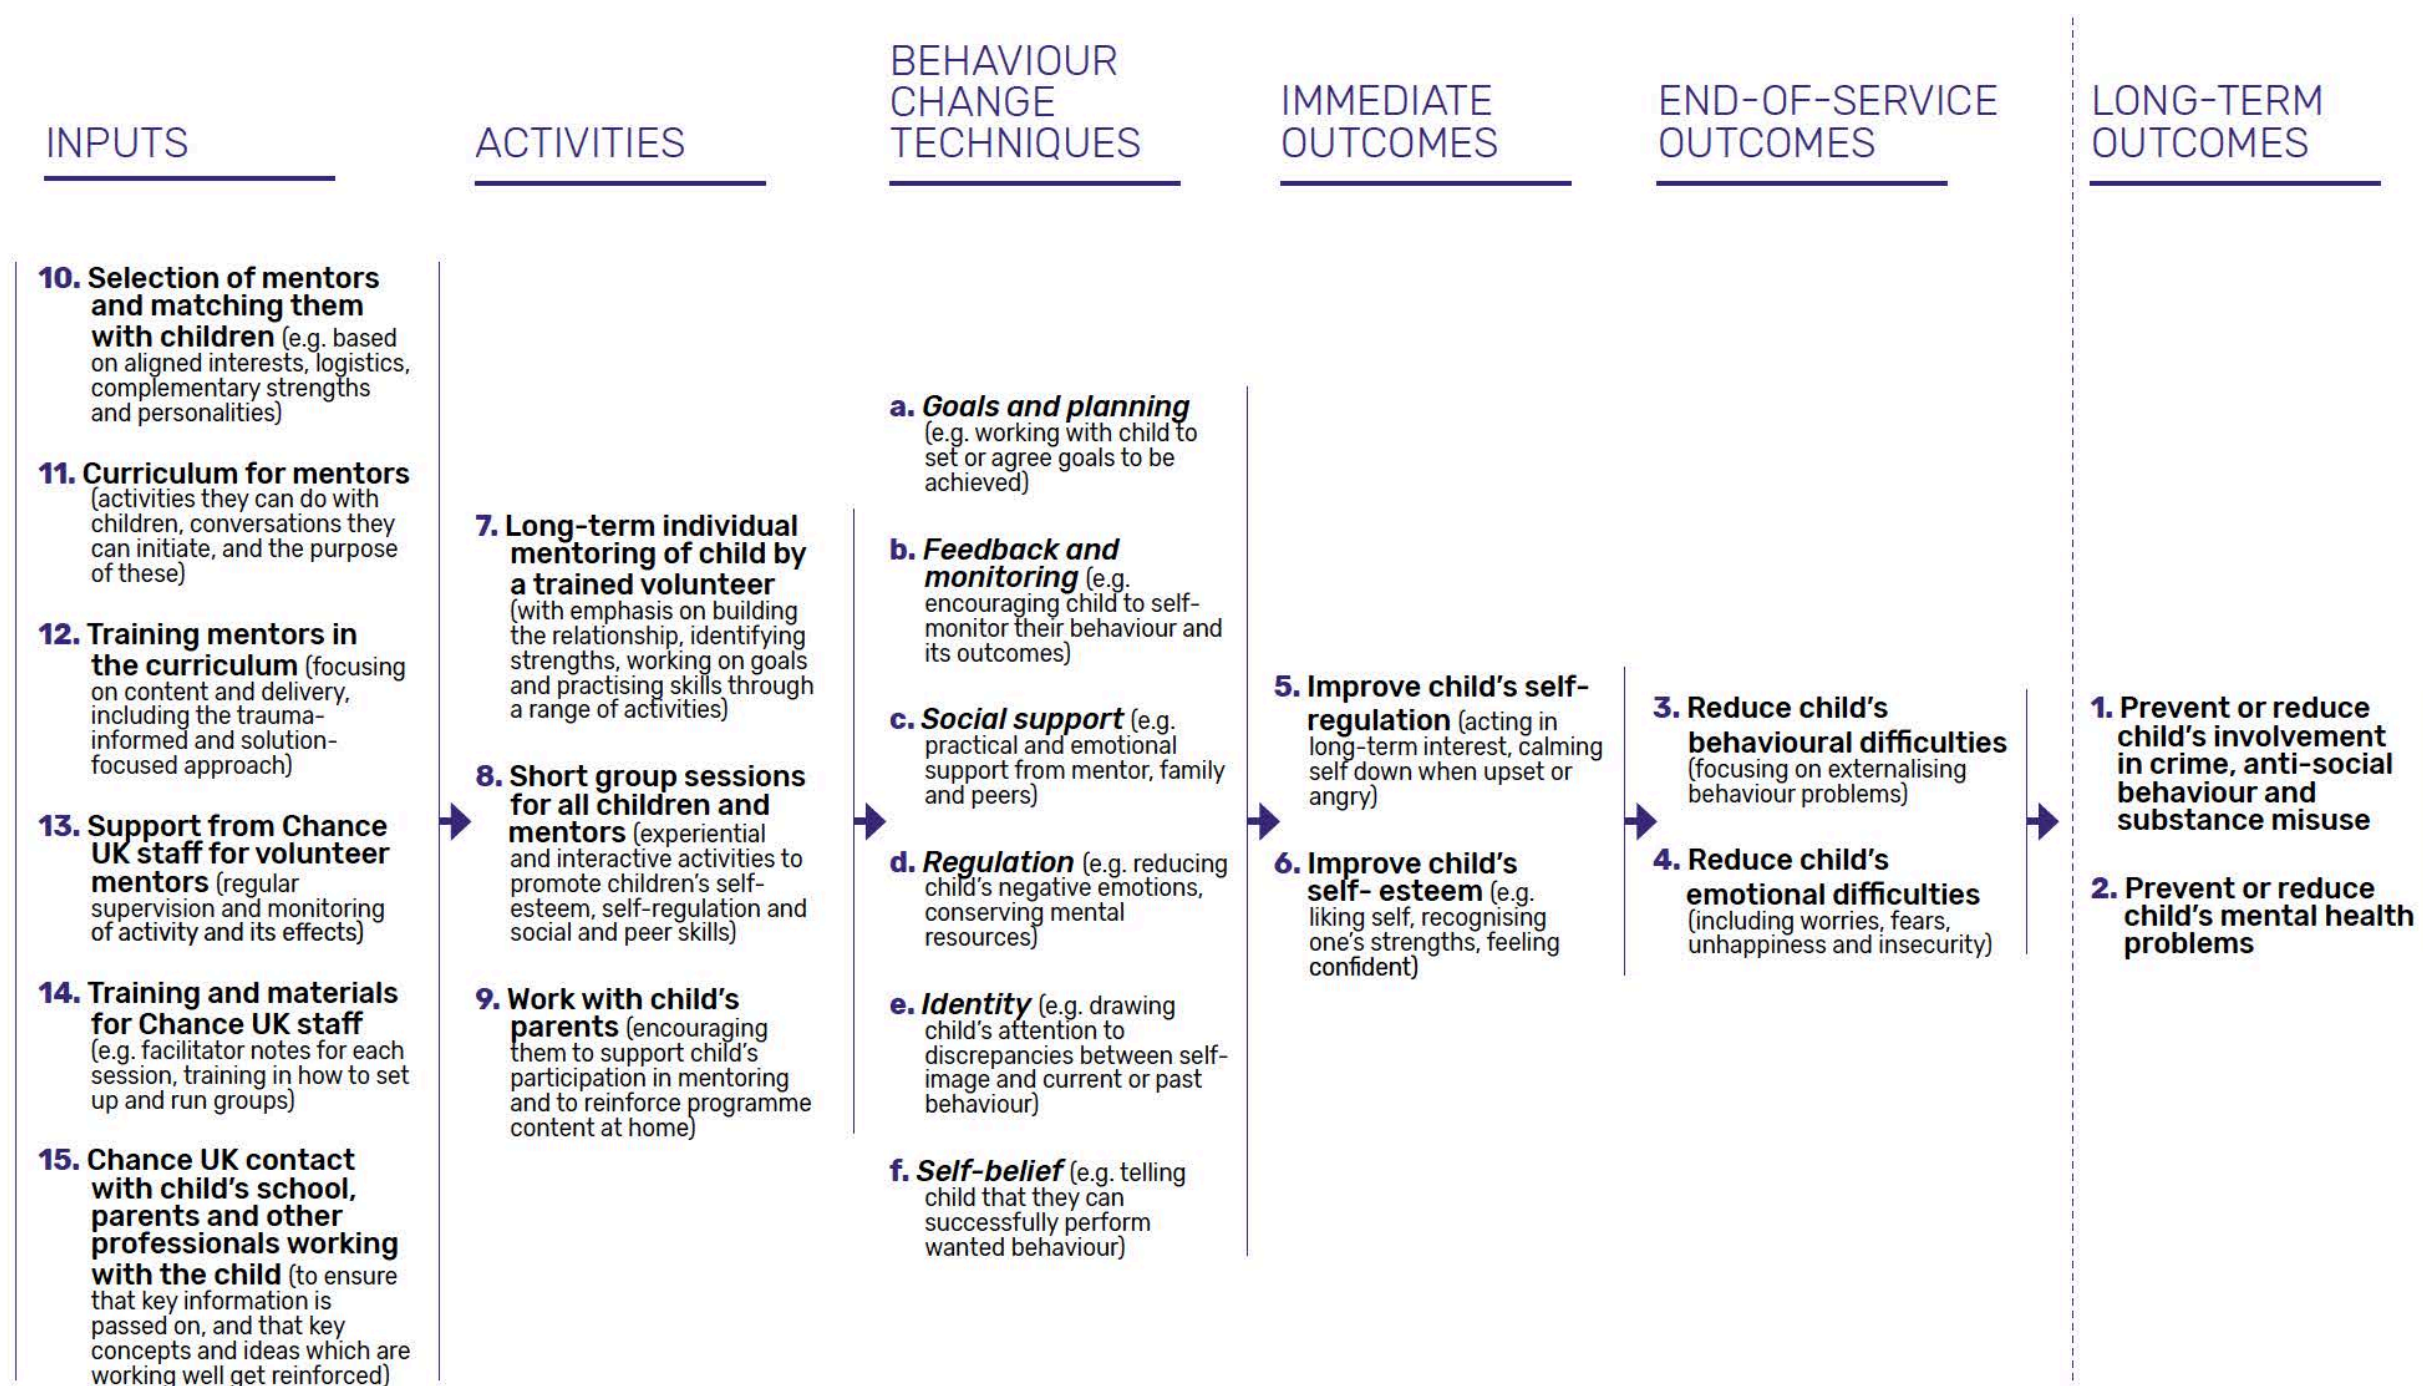 INPUTS
ACTIVITIES
BEHAVIOUR
CHANGE
TECHNIQUES
IMMEDIATE
OUTCOMES
END-OF-SERVICE
OUTCOMES
LONG-TERM
OUTCOMES
10. Selection of mentors
and matching them
with children (e.g. based
on aligned interests, logistics,
complementary strengths
and personalities)
11. Curriculum for mentors
(activities they can do with
children, conversations they
can initiate, and the purpose
of these)
12. Training mentors in
the curriculum (focusing
on content and delivery,
including the trauma-
informed and solution-
focused approach)
13. Support from Chance
UK staff for volunteer
mentors (regular
supervision and monitoring
of activity and its effects)
14. Training and materials
for Chance UK staff
(e.g. facilitator notes for each
session, training in how to set
up and run groups)
15. Chance UK contact
with child's school,
parents and other
professionals working
with the child (to ensure
that key information is
passed on, and that key
concepts and ideas which are
working well get reinforced)
7. Long-term individual
mentoring of child by
a trained volunteer
(with emphasis on building
the relationship, identifying
strengths, working on goals
and practising skills through
a range of activities)
8. Short group sessions
for all children and
mentors (experiential
and interactive activities to
promote children's self-
esteem, self-regulation and
social and peer skills)
9. Work with child's
parents (encouraging
them to support child's
participation in mentoring
and to reinforce programme
content at home)
a. Goals and planning
(e.g. working with child to
set or agree goals to be
achieved)
b. Feedback and
monitoring (e.g.
encouraging child to self-
monitor their behaviour and
its outcomes)
c. Social support (e.g.
practical and emotional
support from mentor, family
and peers)
d. Regulation (e.g. reducing
child's negative emotions,
conserving mental
resources)
e. Identity (e.g. drawing
child's attention to
discrepancies between self-
image and current or past
behaviour)
f. Self-belief (e.g. telling
child that they can
successfully perform
wanted behaviour)
5. Improve child's self-
regulation (acting in
long-term interest, calming
self down when upset or
angry)
6. Improve child's
self- esteem (e.g.
liking self, recognising
one's strengths, feeling
confident)
3. Reduce child's
behavioural difficulties
(focusing on externalising
behaviour problems)
4. Reduce child's
emotional difficulties
(including worries, fears,
unhappiness and insecurity)
1. Prevent or reduce
child's involvement
in crime, anti-social
behaviour and
substance misuse
2. Prevent or reduce
child's mental health
problems